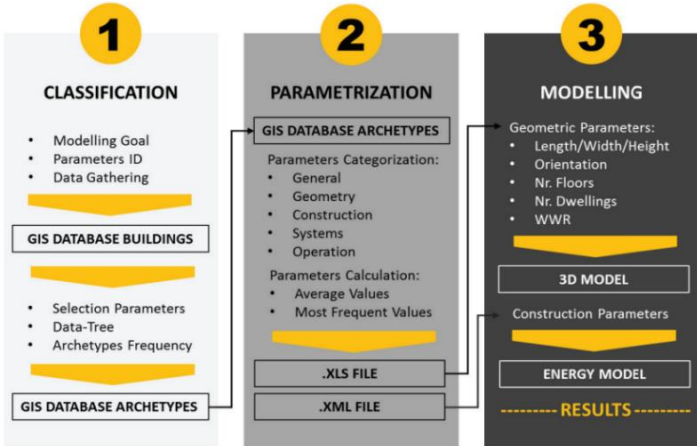 1
CLASSIFICATION
• Modelling Goal
• Parameters ID
• Data Gathering
GIS DATABASE BUILDINGS
• Selection Parameters
• Data-Tree
• Archetypes Frequency
GIS DATABASE ARCHETYPES
2
PARAMETRIZATION
GIS DATABASE ARCHETYPES
Parameters Categorization:
• General
• Geometry
• Construction
• Systems
• Operation
Parameters Calculation:
• Average Values
• Most Frequent Values
.XLS FILE
.XML FILE
3
MODELLING
Geometric Parameters:
• Length/Width/Height
• Orientation
• Nr. Floors
• Nr. Dwellings
• WWR
3D MODEL
Construction Parameters
ENERGY MODEL
--------- RESULTS ---------